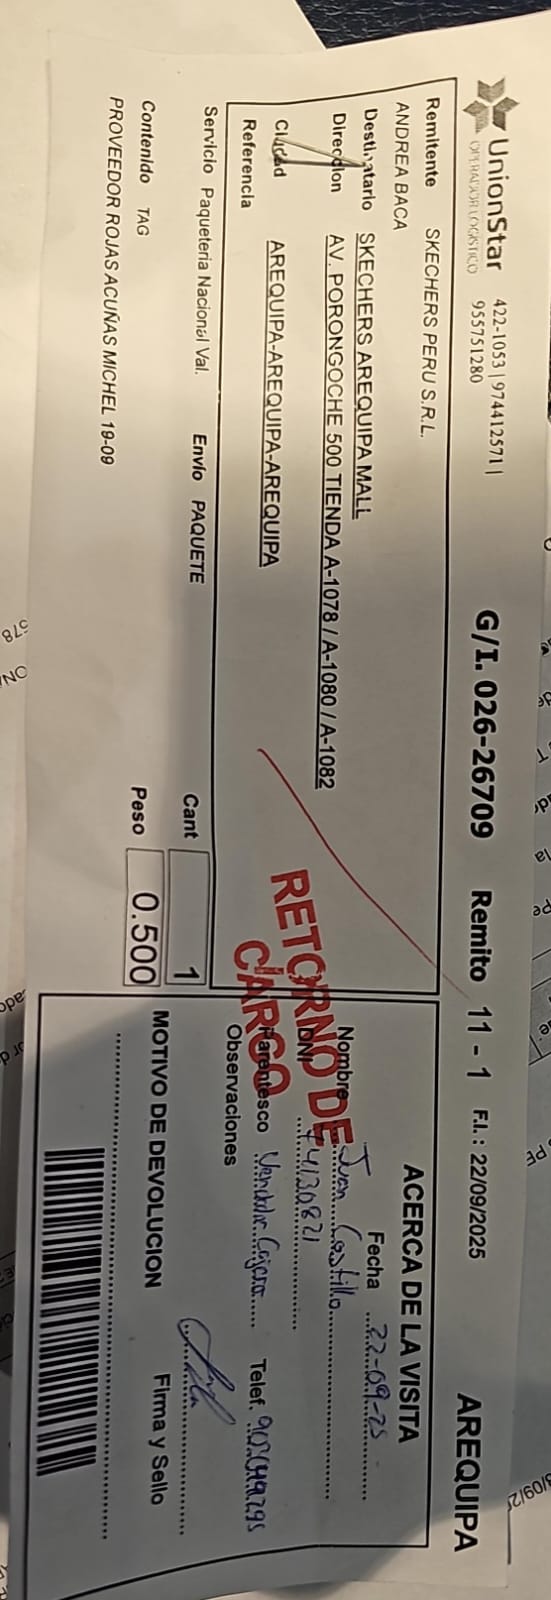 UnionStar
OPERADOR LOGISTICO
422-1053 | 974412571 |
955751280
G/I. 026-26709
Remito 11 - 1
F.I.: 22/09/2025
AREQUIPA
Remitente SKECHERS PERU S.R.L.
ANDREA BACA
Destinatario SKECHERS AREQUIPA MALL
Direccion AV. PORONGOCHE 500 TIENDA A-1078 / A-1080 / A-1082
Ciudad AREQUIPA-AREQUIPA-AREQUIPA
Referencia
Servicio Paqueteria Nacional Val. Envio PAQUETE Cant 1
Contenido TAG Peso 0.500
PROVEEDOR ROJAS ACUÑAS MICHEL 19-09
RETORNO DE
CARGO
ACERCA DE LA VISITA
Fecha 22-09-25
Nombre Juan Castillo
DNI 74130821
Parentesco Vendedor Cajero Telef.
Observaciones
MOTIVO DE DEVOLUCION
Firma y Sello